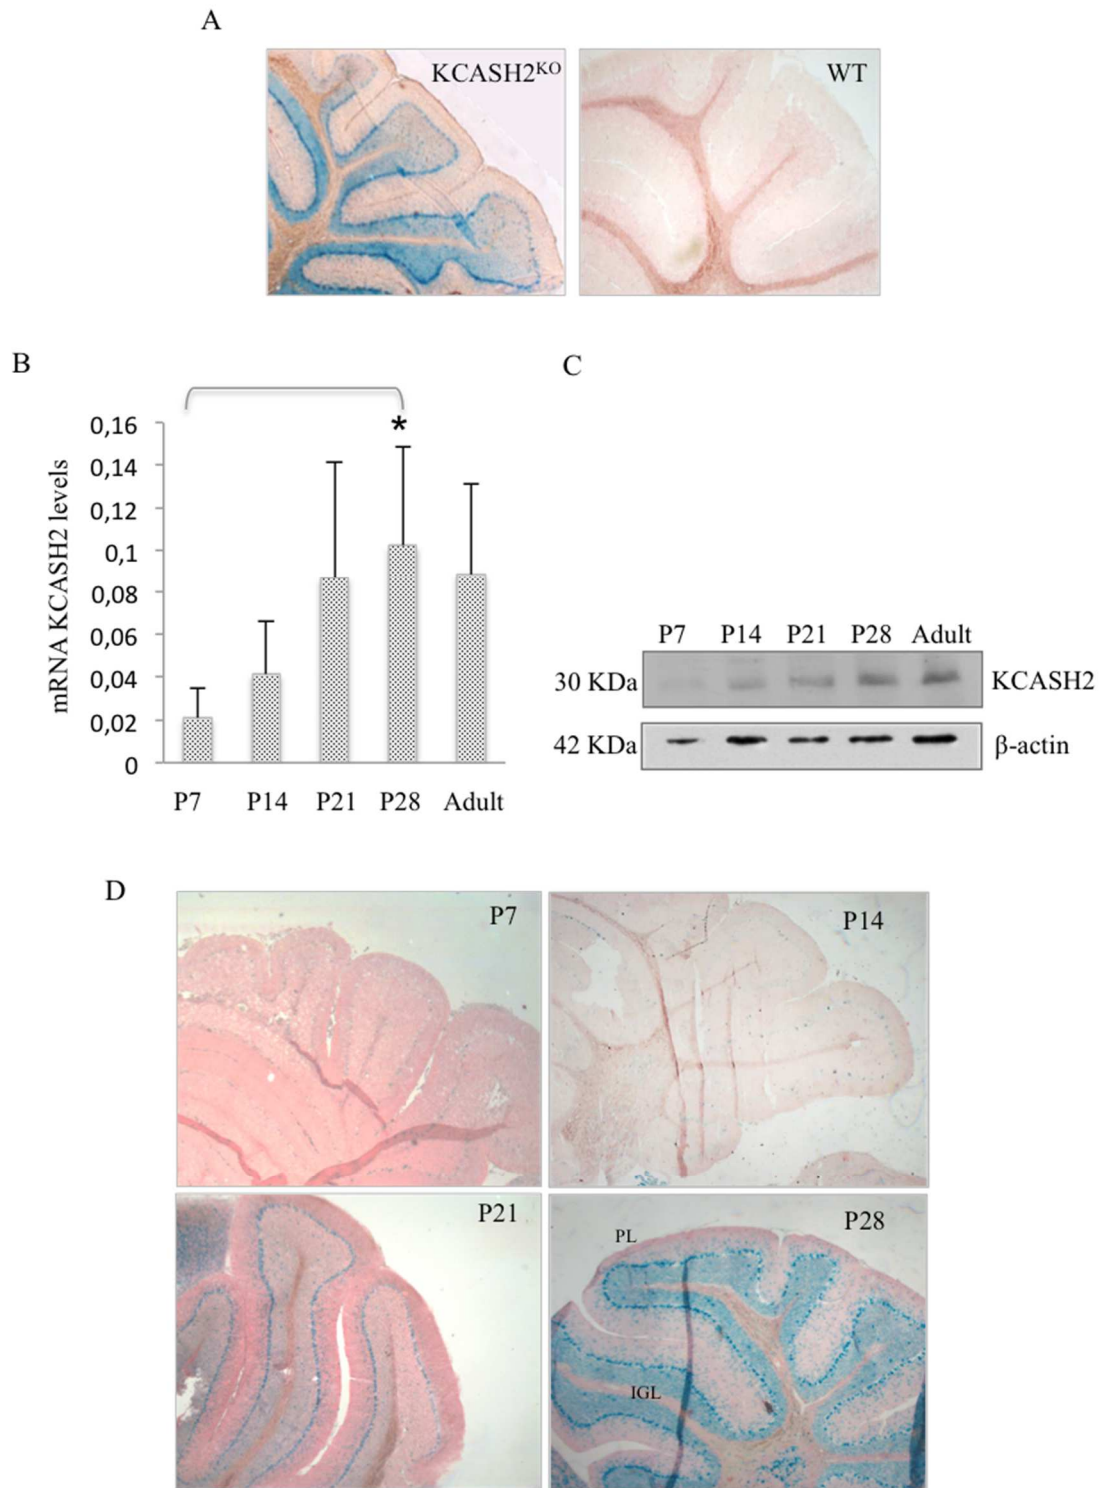 A
KCASH2KO
WT
B
C
mRNA KCASH2 levels
0,16
0,14
0,12
0,1
0,08
0,06
0,04
0,02
0
*
P7 P14 P21 P28 Adult
P7 P14 P21 P28 Adult
30 KDa KCASH2
42 KDa β-actin
D
P7
P14
P21
P28
PL
IGL